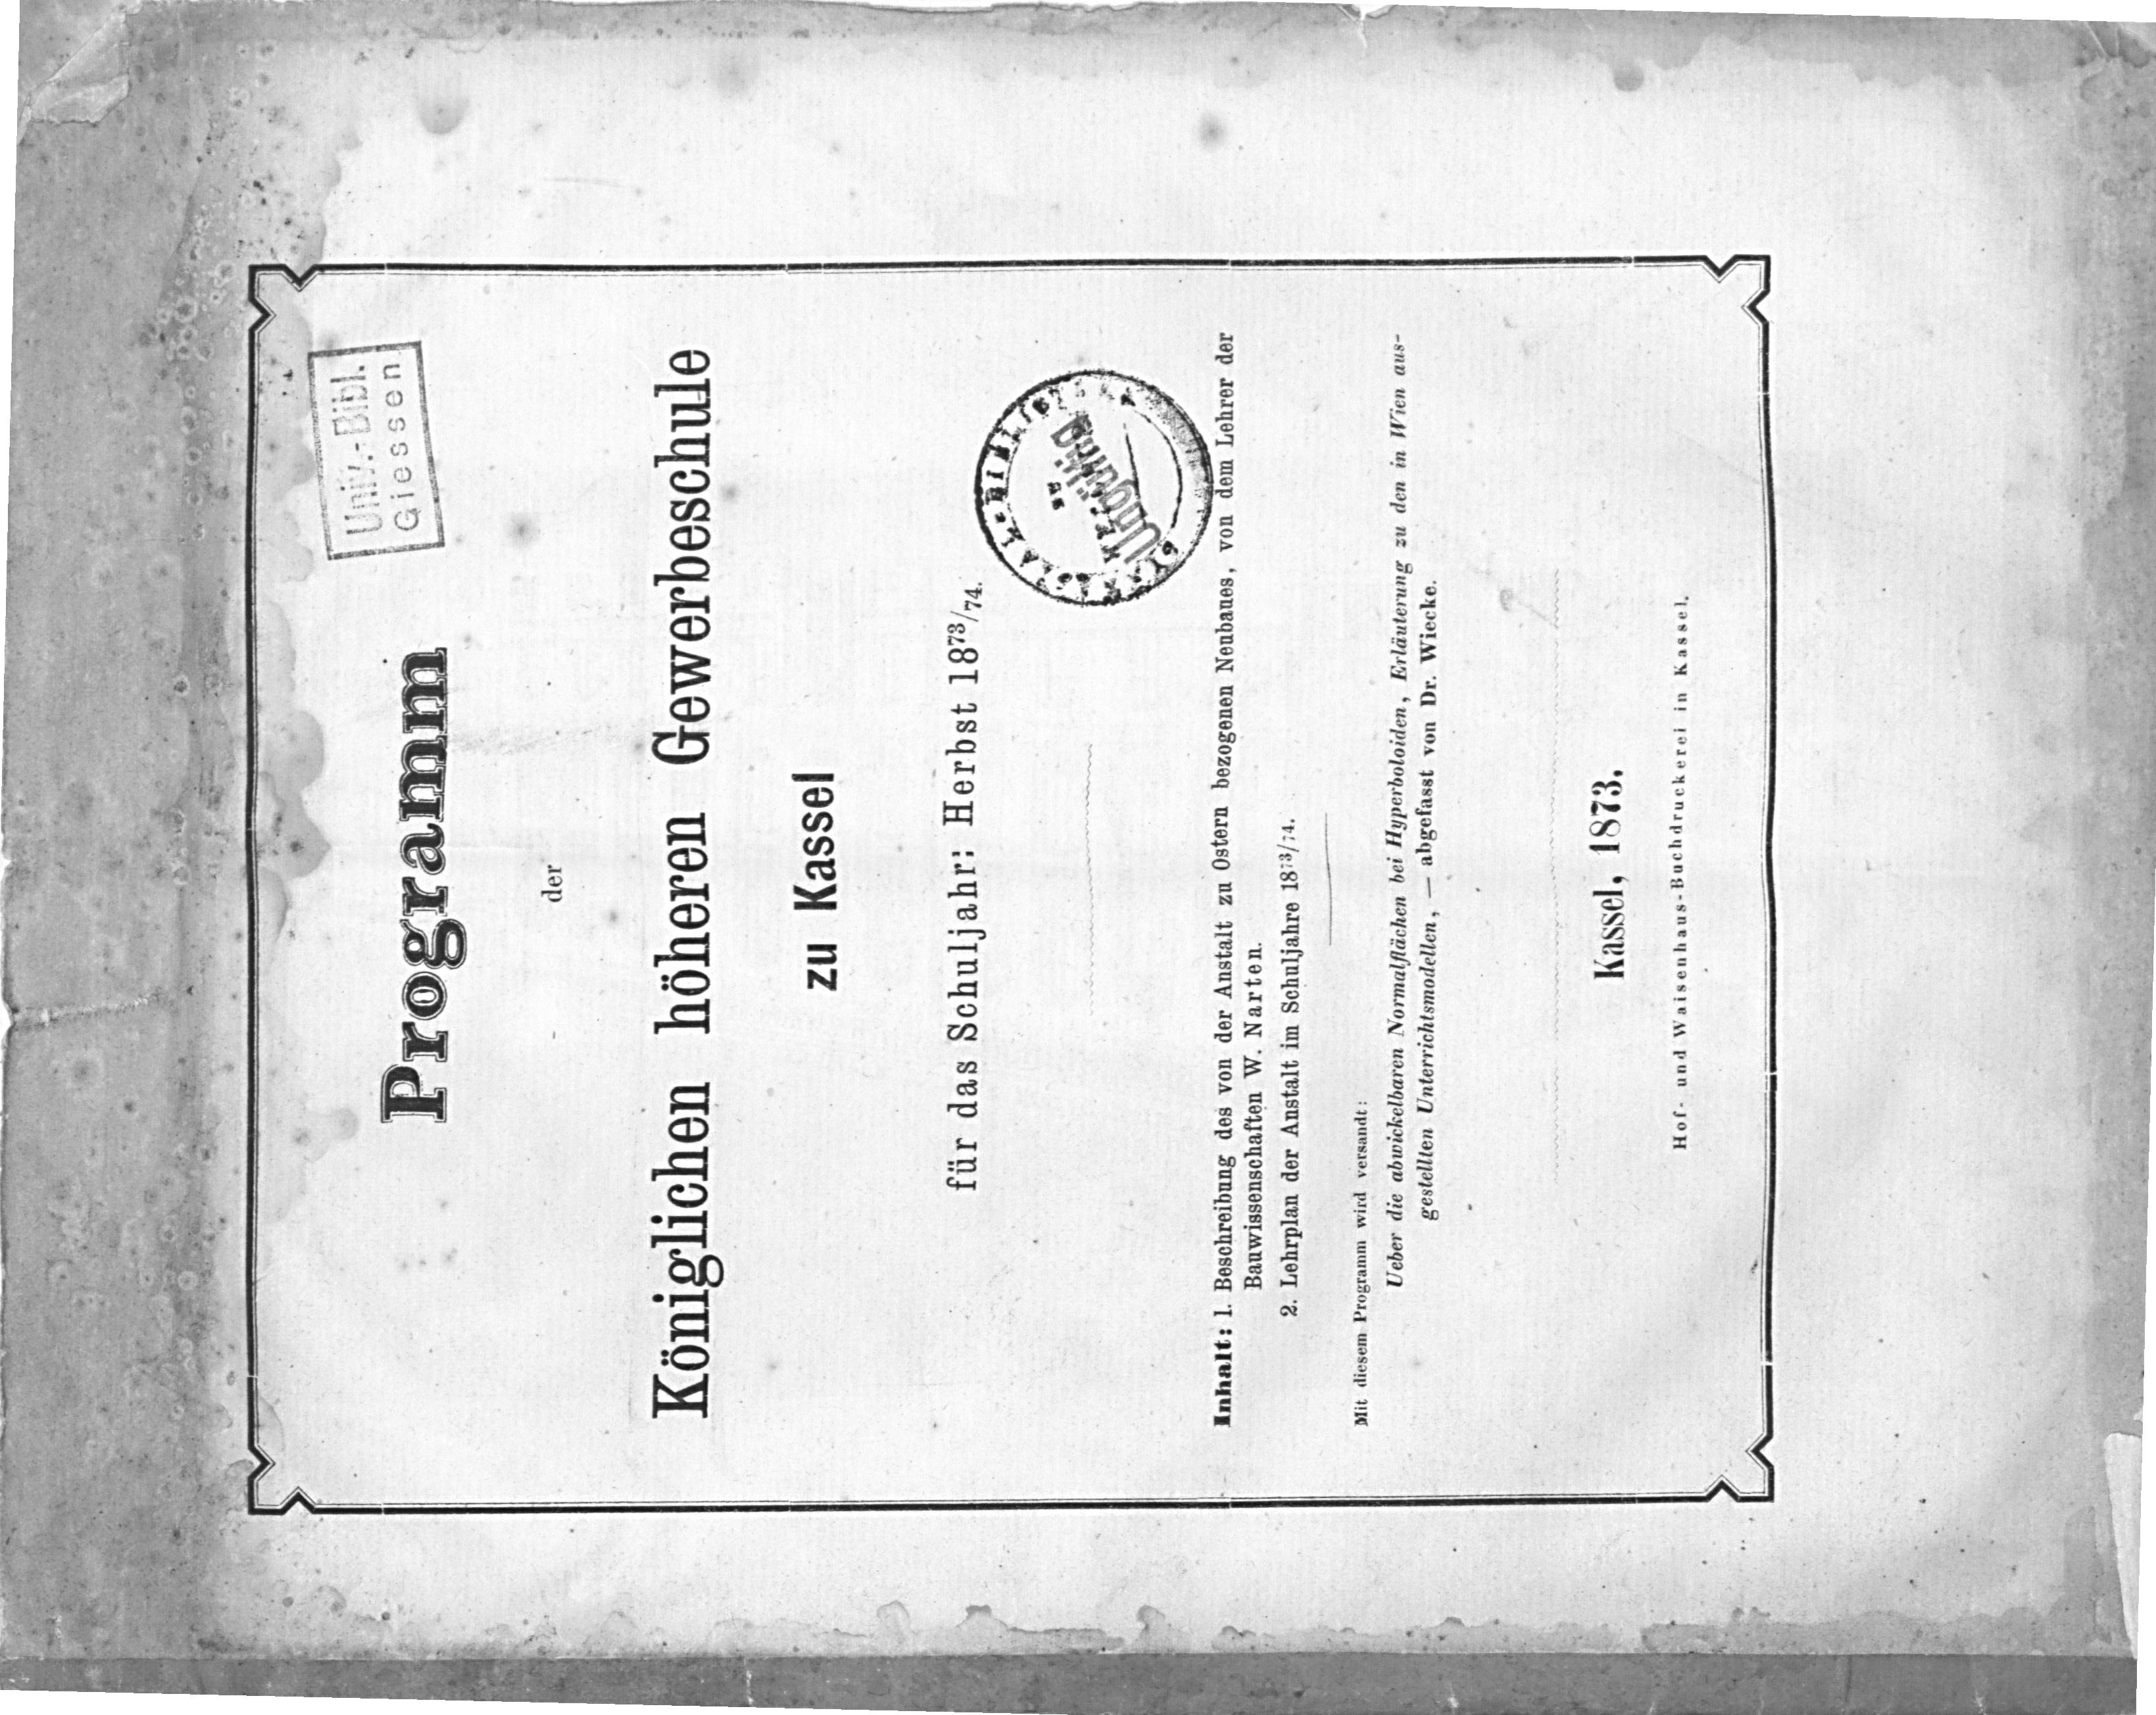 Univ.-Bibl.
Giessen
Programm
der
Königlichen höheren Gewerbeschule
zu Kassel
für das Schuljahr: Herbst 1873/74.
Ungültig
Inhalt: 1. Beschreibung des von der Anstalt zu Ostern bezogenen Neubaues, von dem Lehrer der
Bauwissenschaften W. Narten.
2. Lehrplan der Anstalt im Schuljahre 1873/74.
Mit diesem Programm wird versandt:
Ueber die abwickelbaren Normalflächen bei Hyperboloiden, Erläuterung zu den in Wien aus-
gestellten Unterrichtsmodellen, — abgefasst von Dr. Wiecke.
Kassel, 1873.
Hof- und Waisenhaus-Buchdruckerei in Kassel.